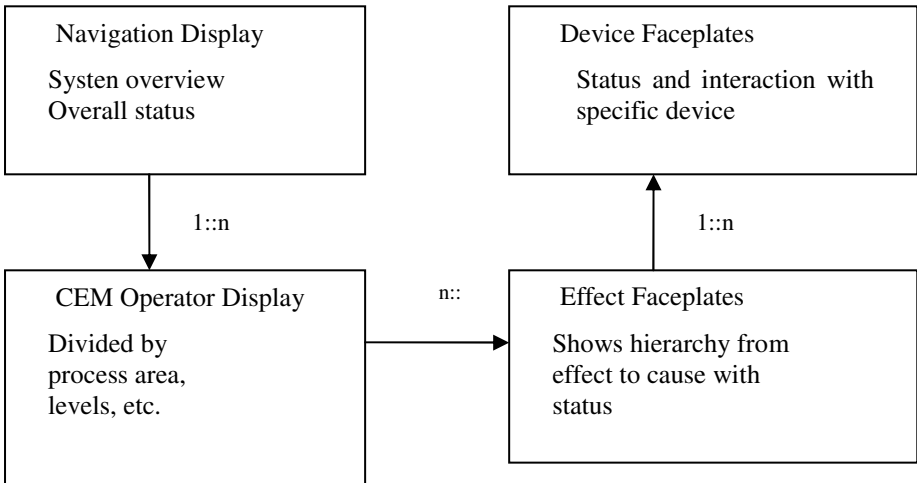 Navigation Display
Systen overview
Overall status
Device Faceplates
Status and interaction with
specific device
1::n
1::n
CEM Operator Display
Divided by
process area,
levels, etc.
n::
Effect Faceplates
Shows hierarchy from
effect to cause with
status